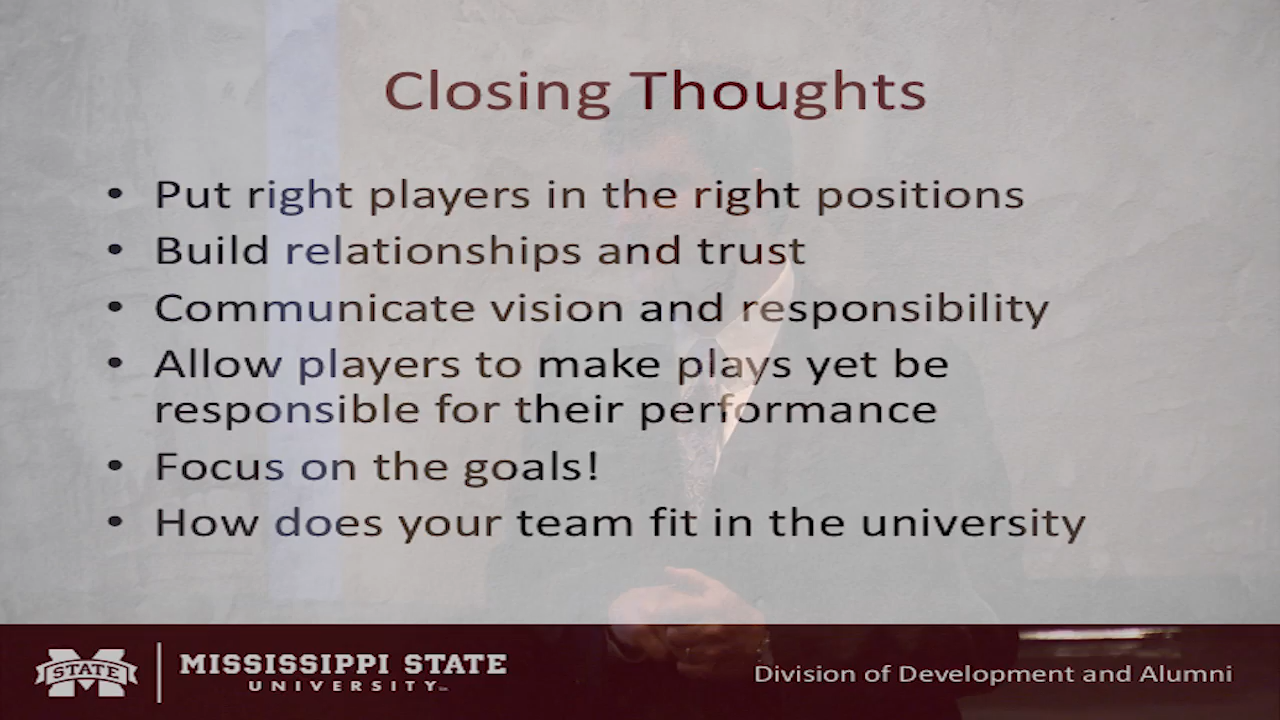 Closing Thoughts
• Put right players in the right positions
• Build relationships and trust
• Communicate vision and responsibility
• Allow players to make plays yet be
responsible for their performance
• Focus on the goals!
• How does your team fit in the university
STATE
MISSISSIPPI STATE
UNIVERSITY™
Division of Development and Alumni